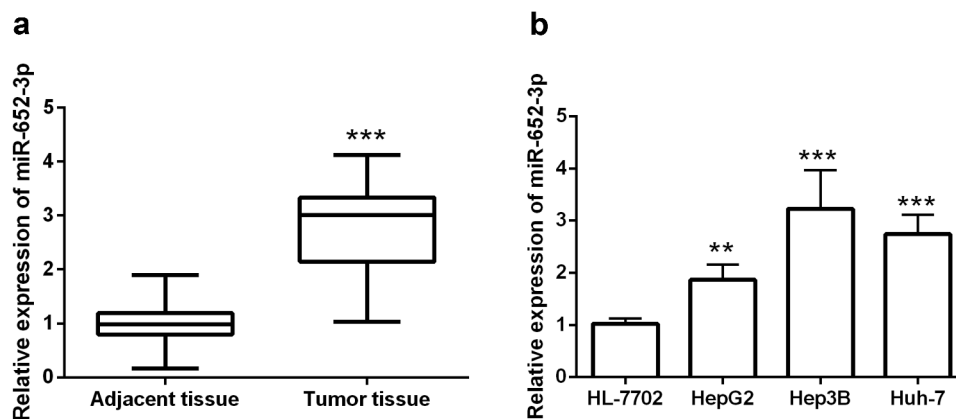 a
Relative expression of miR-652-3p
5
4
3
2
1
0
***
Adjacent tissue
Tumor tissue
b
Relative expression of miR-652-3p
5
4
3
2
1
0
**
***
***
HL-7702
HepG2
Hep3B
Huh-7